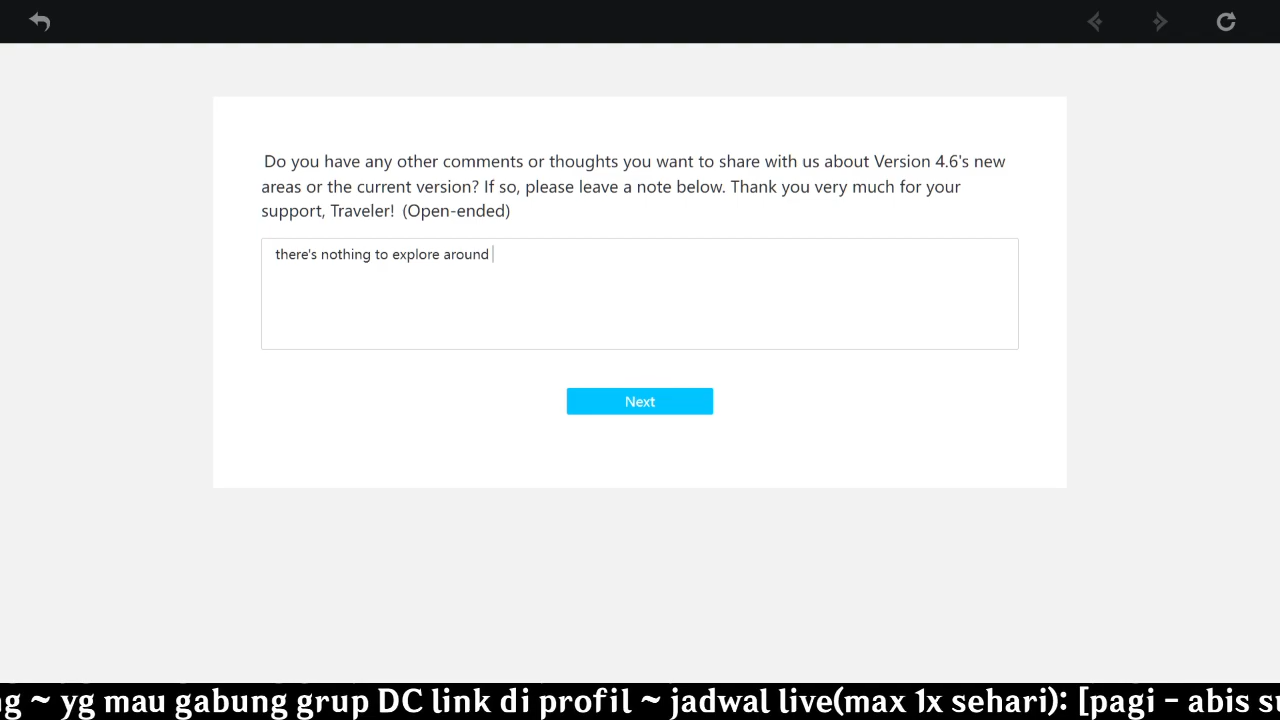 Do you have any other comments or thoughts you want to share with us about Version 4.6's new
areas or the current version? If so, please leave a note below. Thank you very much for your
support, Traveler! (Open-ended)
there's nothing to explore around
Next
~ yg mau gabung grup DC link di profil ~ jadwal live(max 1x sehari): [pagi - abis